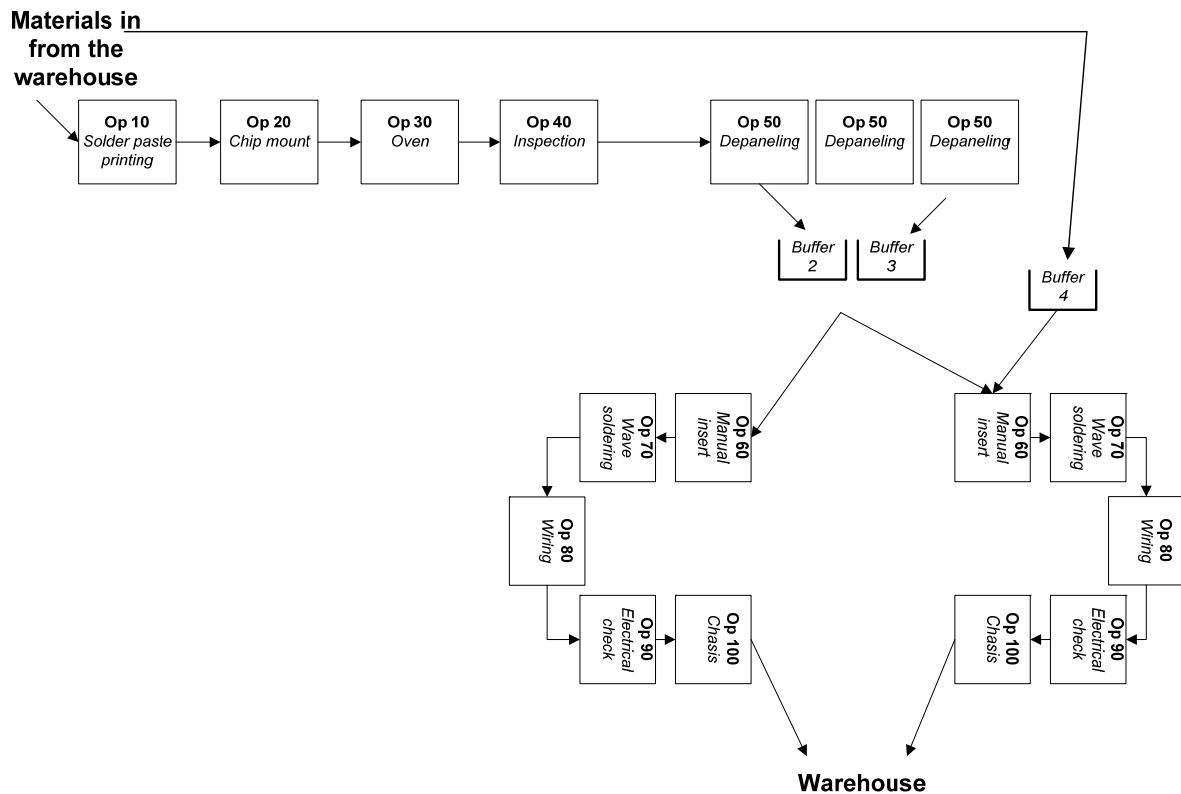 Materials in
from the
warehouse
Op 10
Solder paste
printing
Op 20
Chip mount
Op 30
Oven
Op 40
Inspection
Op 50
Depaneling
Op 50
Depaneling
Op 50
Depaneling
Buffer
2
Buffer
3
Buffer
4
Op 70
Wave
soldering
Op 60
Manual
insert
Op 60
Manual
insert
Op 70
Wave
soldering
Op 80
Wiring
Op 80
Wiring
Op 90
Electrical
check
Op 100
Chasis
Op 100
Chasis
Op 90
Electrical
check
Warehouse